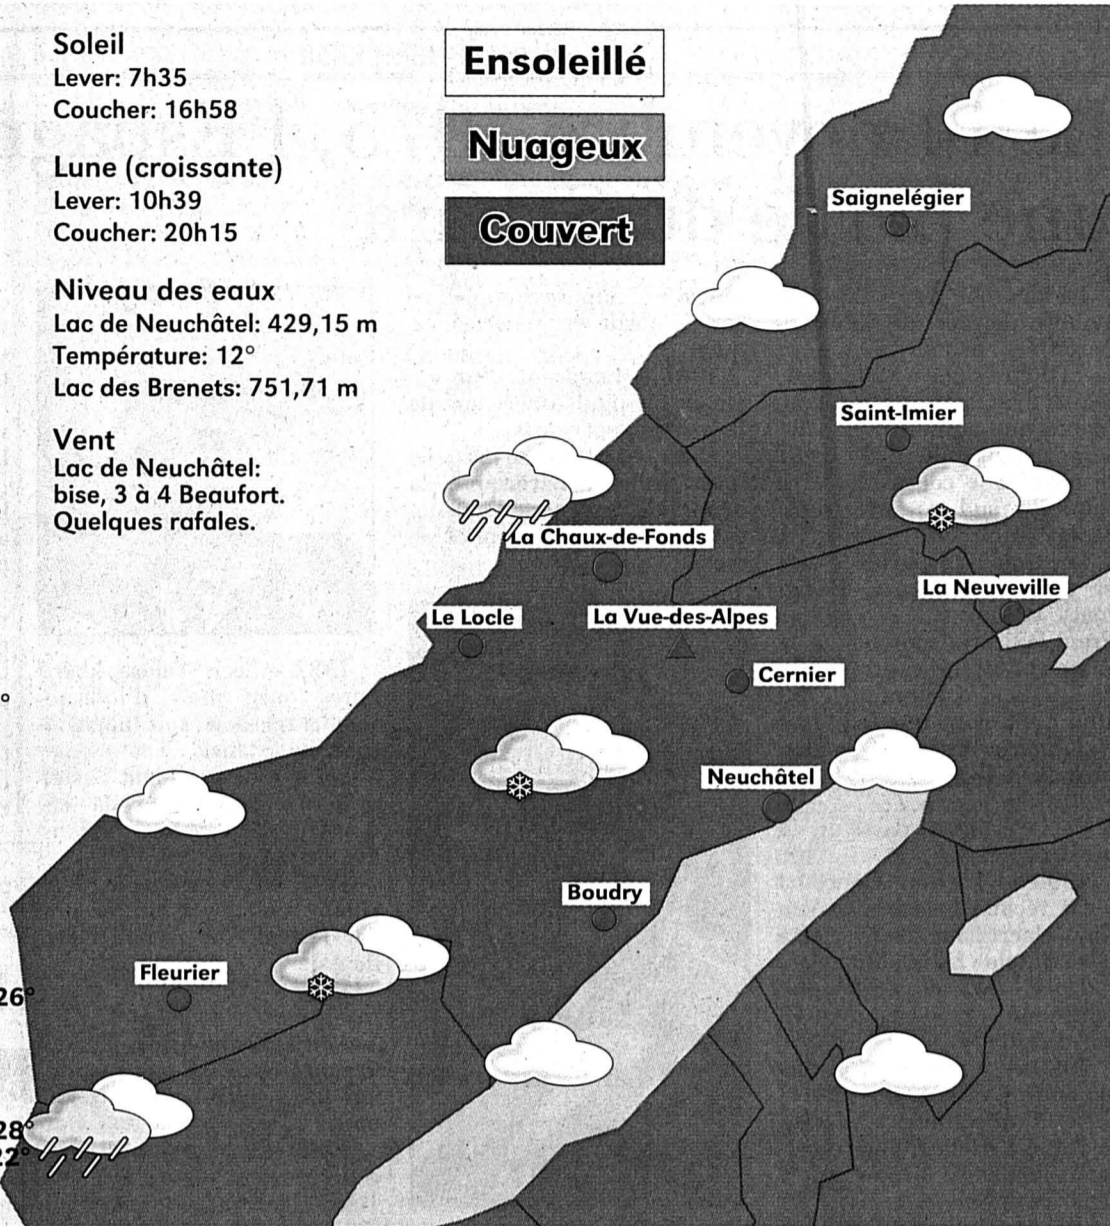 Soleil
Lever: 7h35
Coucher: 16h58
Lune (croissante)
Lever: 10h39
Coucher: 20h15
Niveau des eaux
Lac de Neuchâtel: 429,15 m
Température: 12°
Lac des Brenets: 751,71 m
Vent
Lac de Neuchâtel:
bise, 3 à 4 Beaufort.
Quelques rafales.
Ensoleillé
Nuageux
Couvert
Saignelégier
Saint-Imier
La Chaux-de-Fonds
La Neuveville
Le Locle
La Vue-des-Alpes
Cernier
Neuchâtel
Boudry
Fleurier
°
26°
28°
22°